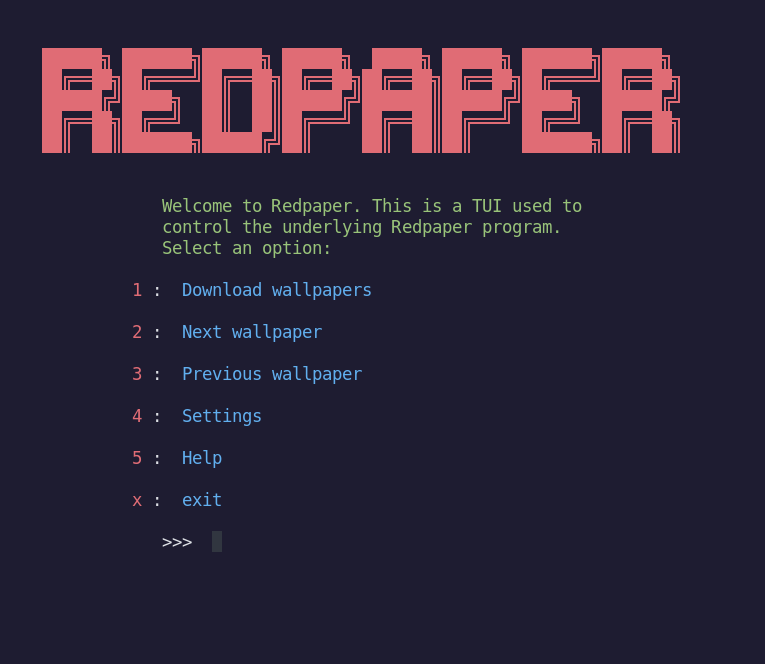 REDPAPER
Welcome to Redpaper. This is a TUI used to
control the underlying Redpaper program.
Select an option:
1 : Download wallpapers
2 : Next wallpaper
3 : Previous wallpaper
4 : Settings
5 : Help
x : exit
>>>